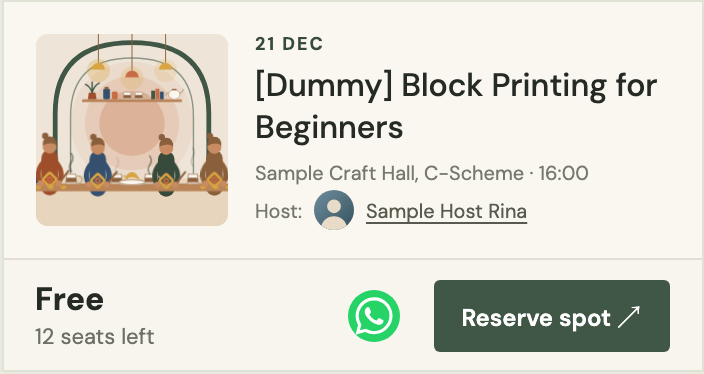 21 DEC
[Dummy] Block Printing for
Beginners
Sample Craft Hall, C-Scheme · 16:00
Host: Sample Host Rina
Free
12 seats left
Reserve spot ↗